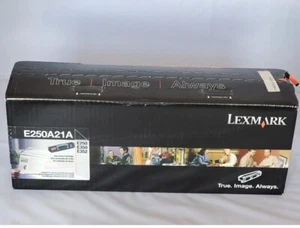 True | Image | Always
LEXMARK
E250A21A
E250
E350
E352
True. Image. Always.